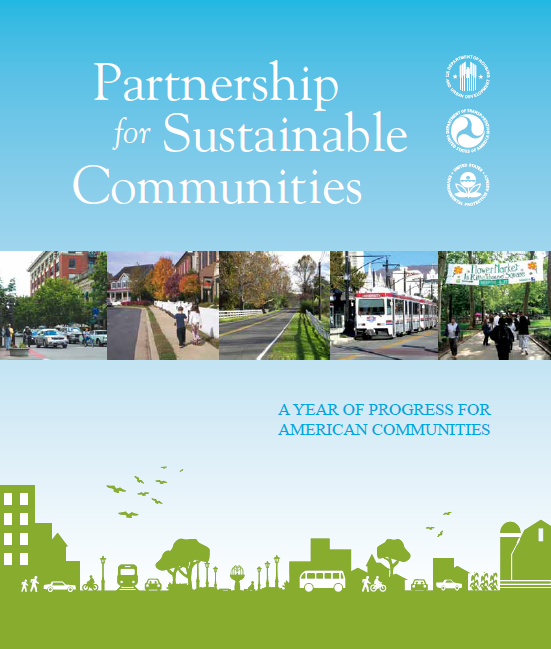 Partnership
for Sustainable
Communities
Flower Market
A YEAR OF PROGRESS FOR
AMERICAN COMMUNITIES